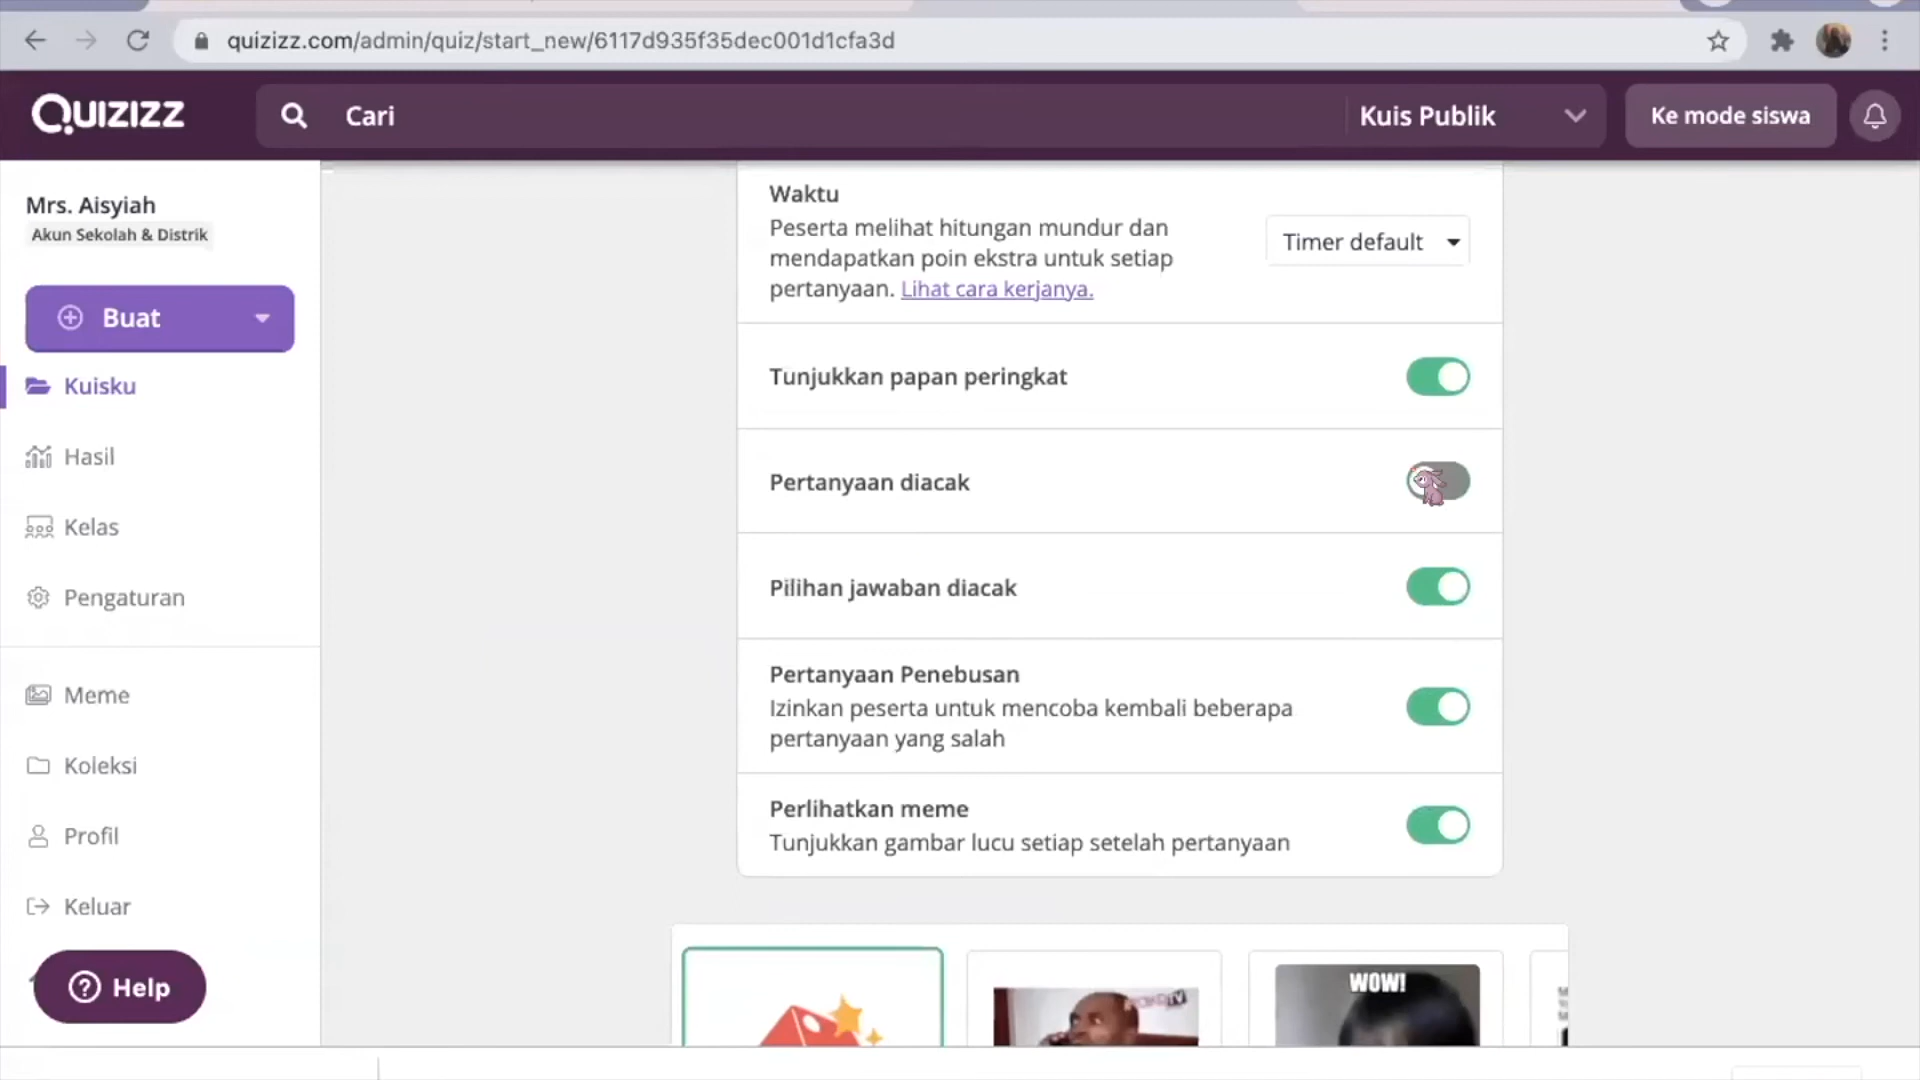 quizizz.com/admin/quiz/start_new/6117d935f35dec001d1cfa3d
QUIZIZZ
Cari
Kuis Publik
Ke mode siswa
Mrs. Aisyiah
Akun Sekolah & Distrik
Buat
Kuisku
Hasil
Kelas
Pengaturan
Meme
Koleksi
Profil
Keluar
Help
Waktu
Peserta melihat hitungan mundur dan
mendapatkan poin ekstra untuk setiap
pertanyaan. Lihat cara kerjanya.
Timer default
Tunjukkan papan peringkat
Pertanyaan diacak
Pilihan jawaban diacak
Pertanyaan Penebusan
Izinkan peserta untuk mencoba kembali beberapa
pertanyaan yang salah
Perlihatkan meme
Tunjukkan gambar lucu setiap setelah pertanyaan
WOW!